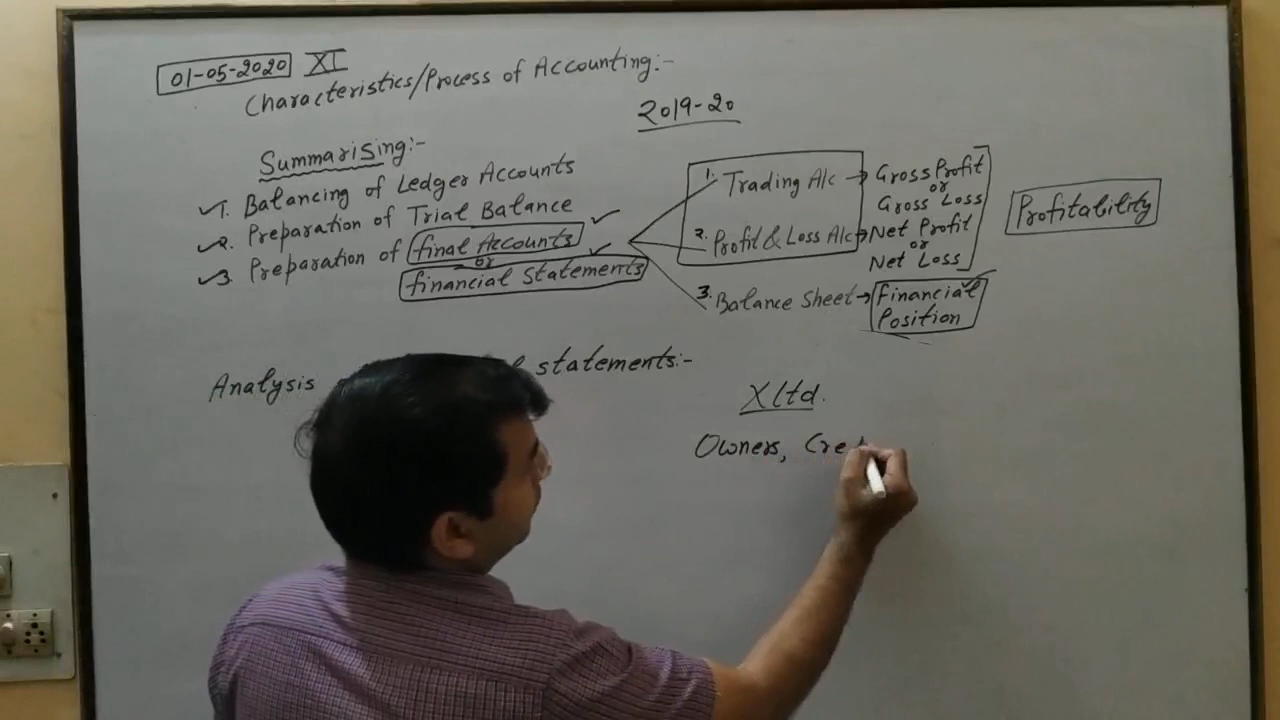 01-05-2020 XI
Characteristics/Process of Accounting:-
2019-20
Summarising:-
1. Balancing of Ledger Accounts
2. Preparation of Trial Balance
3. Preparation of final Accounts
or
financial Statements
1. Trading A/c → Gross Profit
or
Gross Loss
2. Profit & Loss A/c → Net Profit
or
Net Loss
Profitability
3. Balance Sheet → Financial
Position
Analysis statements:-
X Ltd.
Owners, Cre